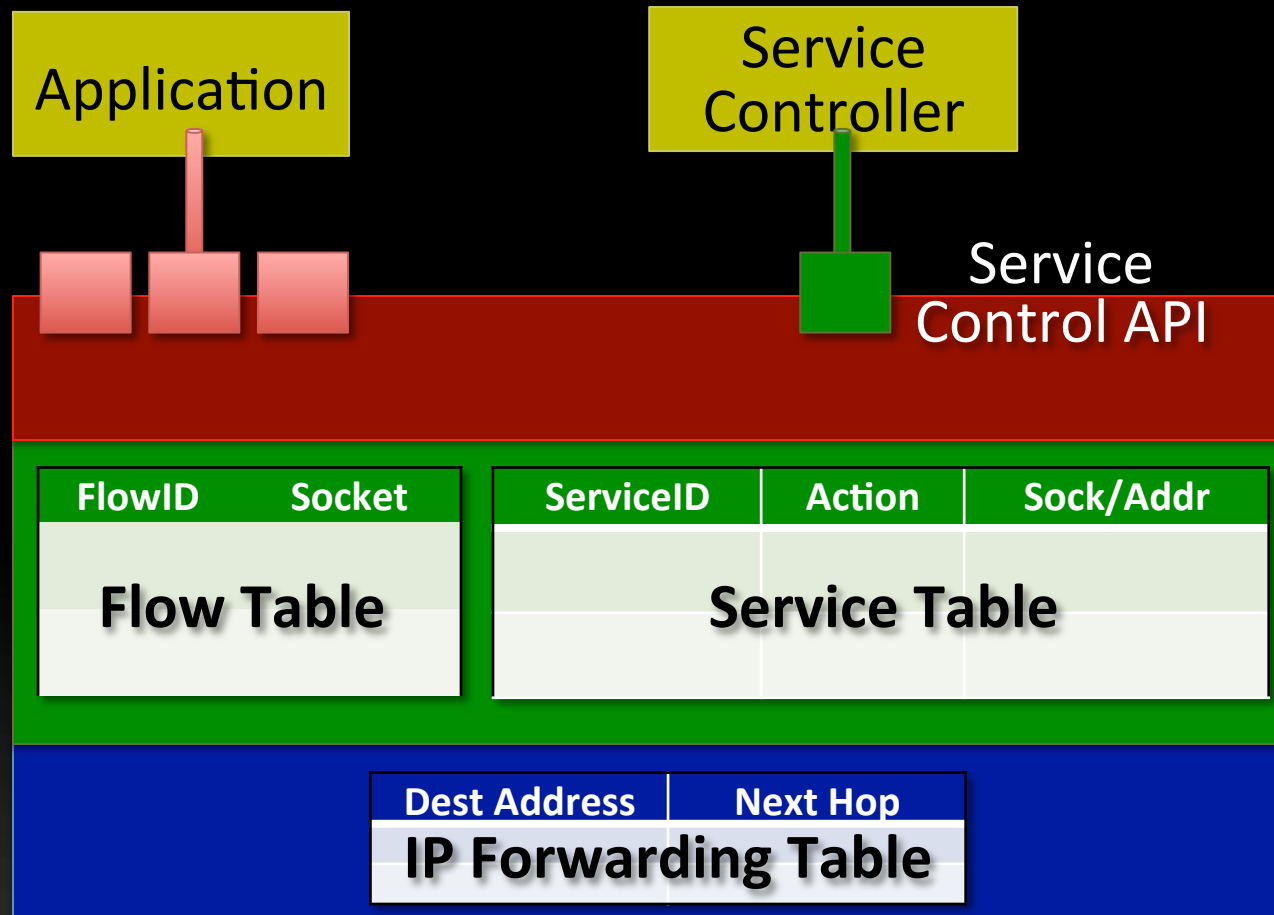 Application
Service
Controller
Service
Control API
FlowID Socket
Flow Table
ServiceID Action Sock/Addr
Service Table
Dest Address Next Hop
IP Forwarding Table